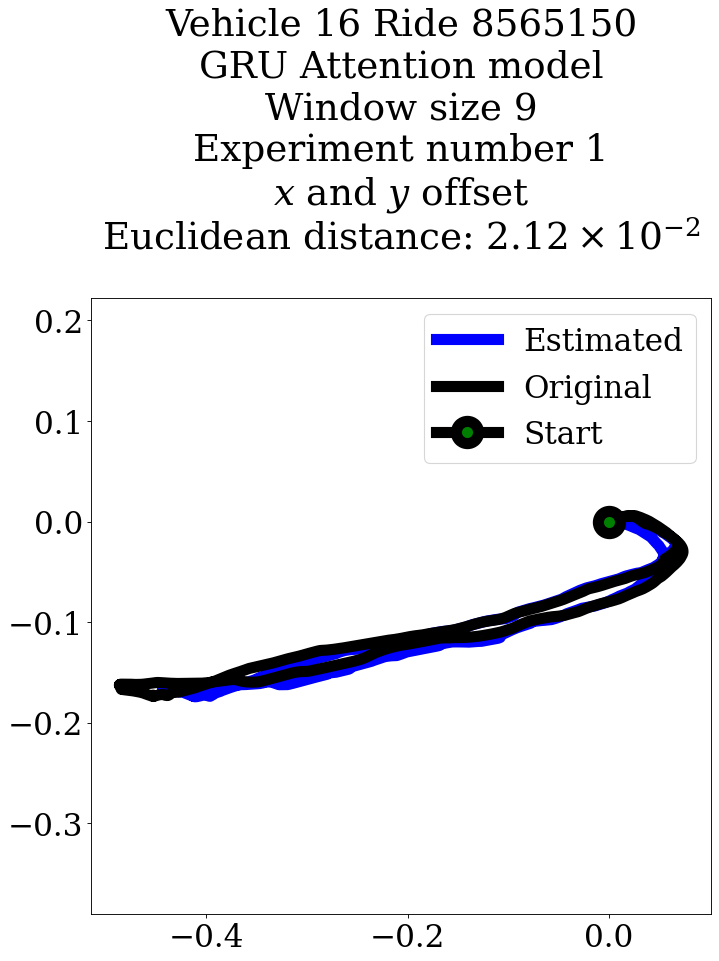 Vehicle 16 Ride 8565150
GRU Attention model
Window size 9
Experiment number 1
x and y offset
Euclidean distance: 2.12 × 10⁻²
0.2
Estimated
Original
0.1
Start
0.0
−0.1
−0.2
−0.3
−0.4
−0.2
0.0